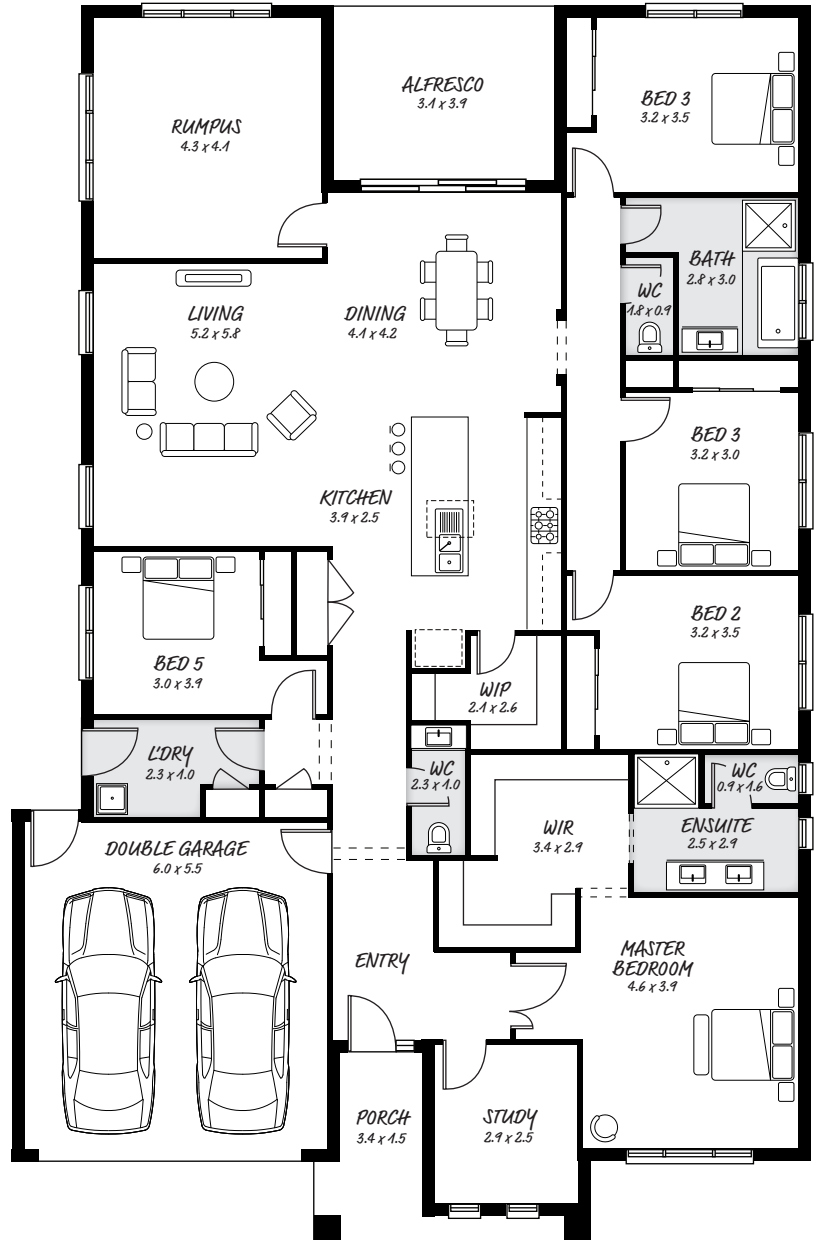 ALFRESCO
3.1 x 3.9
BED 3
3.2 x 3.5
RUMPUS
4.3 x 4.1
BATH
2.8 x 3.0
WC
1.8 x 0.9
LIVING
5.2 x 5.8
DINING
4.1 x 4.2
BED 3
3.2 x 3.0
KITCHEN
3.9 x 2.5
BED 2
3.2 x 3.5
BED 5
3.0 x 3.9
WIP
2.1 x 2.6
L'DRY
2.3 x 1.0
WC
2.3 x 1.0
WC
0.9 x 1.6
ENSUITE
2.5 x 2.9
WIR
3.4 x 2.9
DOUBLE GARAGE
6.0 x 5.5
ENTRY
MASTER
BEDROOM
4.6 x 3.9
PORCH
3.4 x 1.5
STUDY
2.9 x 2.5